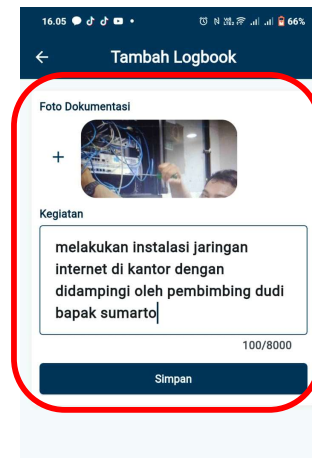 16.05 66%
Tambah Logbook
Foto Dokumentasi
+
Kegiatan
melakukan instalasi jaringan
internet di kantor dengan
didampingi oleh pembimbing dudi
bapak sumarto
100/8000
Simpan